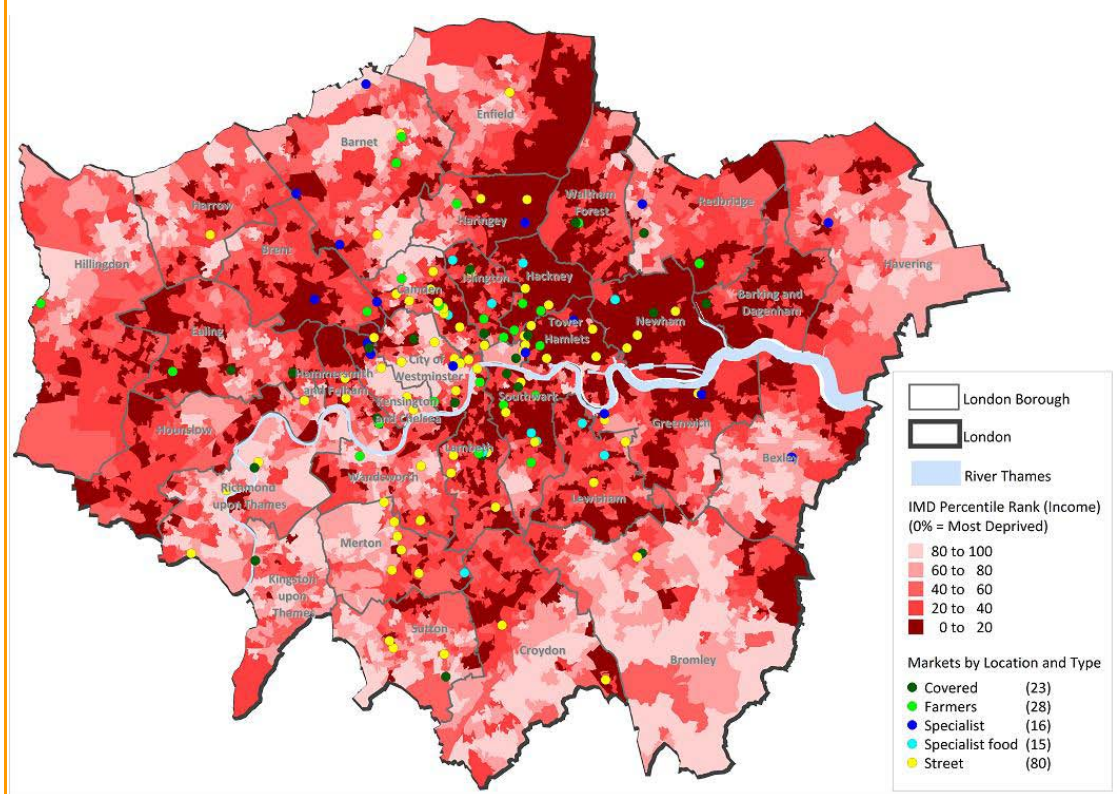 Enfield
Barnet
Harrow
Haringey
Waltham
Forest
Redbridge
Hillingdon
Brent
Camden
Islington
Hackney
Havering
Barking and
Dagenham
Ealing
Tower
Hamlets
Newham
City of
Westminster
Hammersmith
and Fulham
Kensington
and Chelsea
Southwark
Hounslow
Greenwich
Lambeth
Bexley
Richmond
upon Thames
Wandsworth
Lewisham
Merton
Kingston
upon
Thames
Sutton
Croydon
Bromley
London Borough
London
River Thames
IMD Percentile Rank (Income)
(0% = Most Deprived)
80 to 100
60 to 80
40 to 60
20 to 40
0 to 20
Markets by Location and Type
Covered (23)
Farmers (28)
Specialist (16)
Specialist food (15)
Street (80)